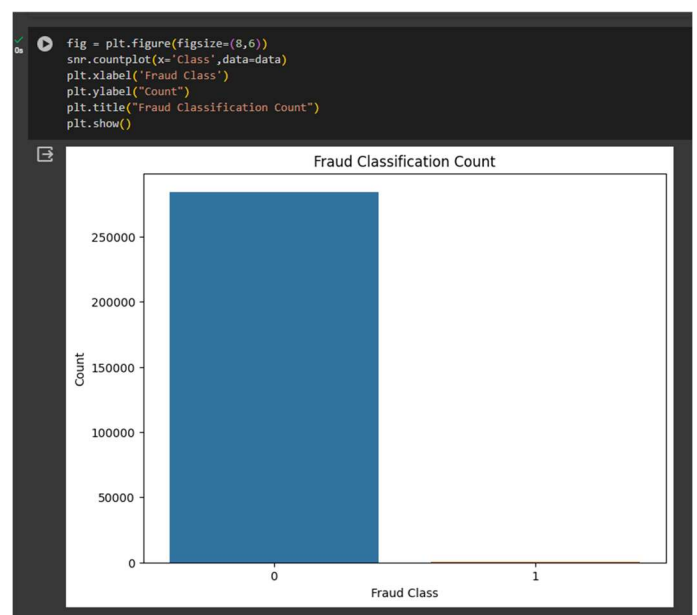 0s
fig = plt.figure(figsize=(8,6))
snr.countplot(x='Class',data=data)
plt.xlabel('Fraud Class')
plt.ylabel("Count")
plt.title("Fraud Classification Count")
plt.show()
Fraud Classification Count
250000
200000
150000
100000
50000
0
Count
0 1
Fraud Class